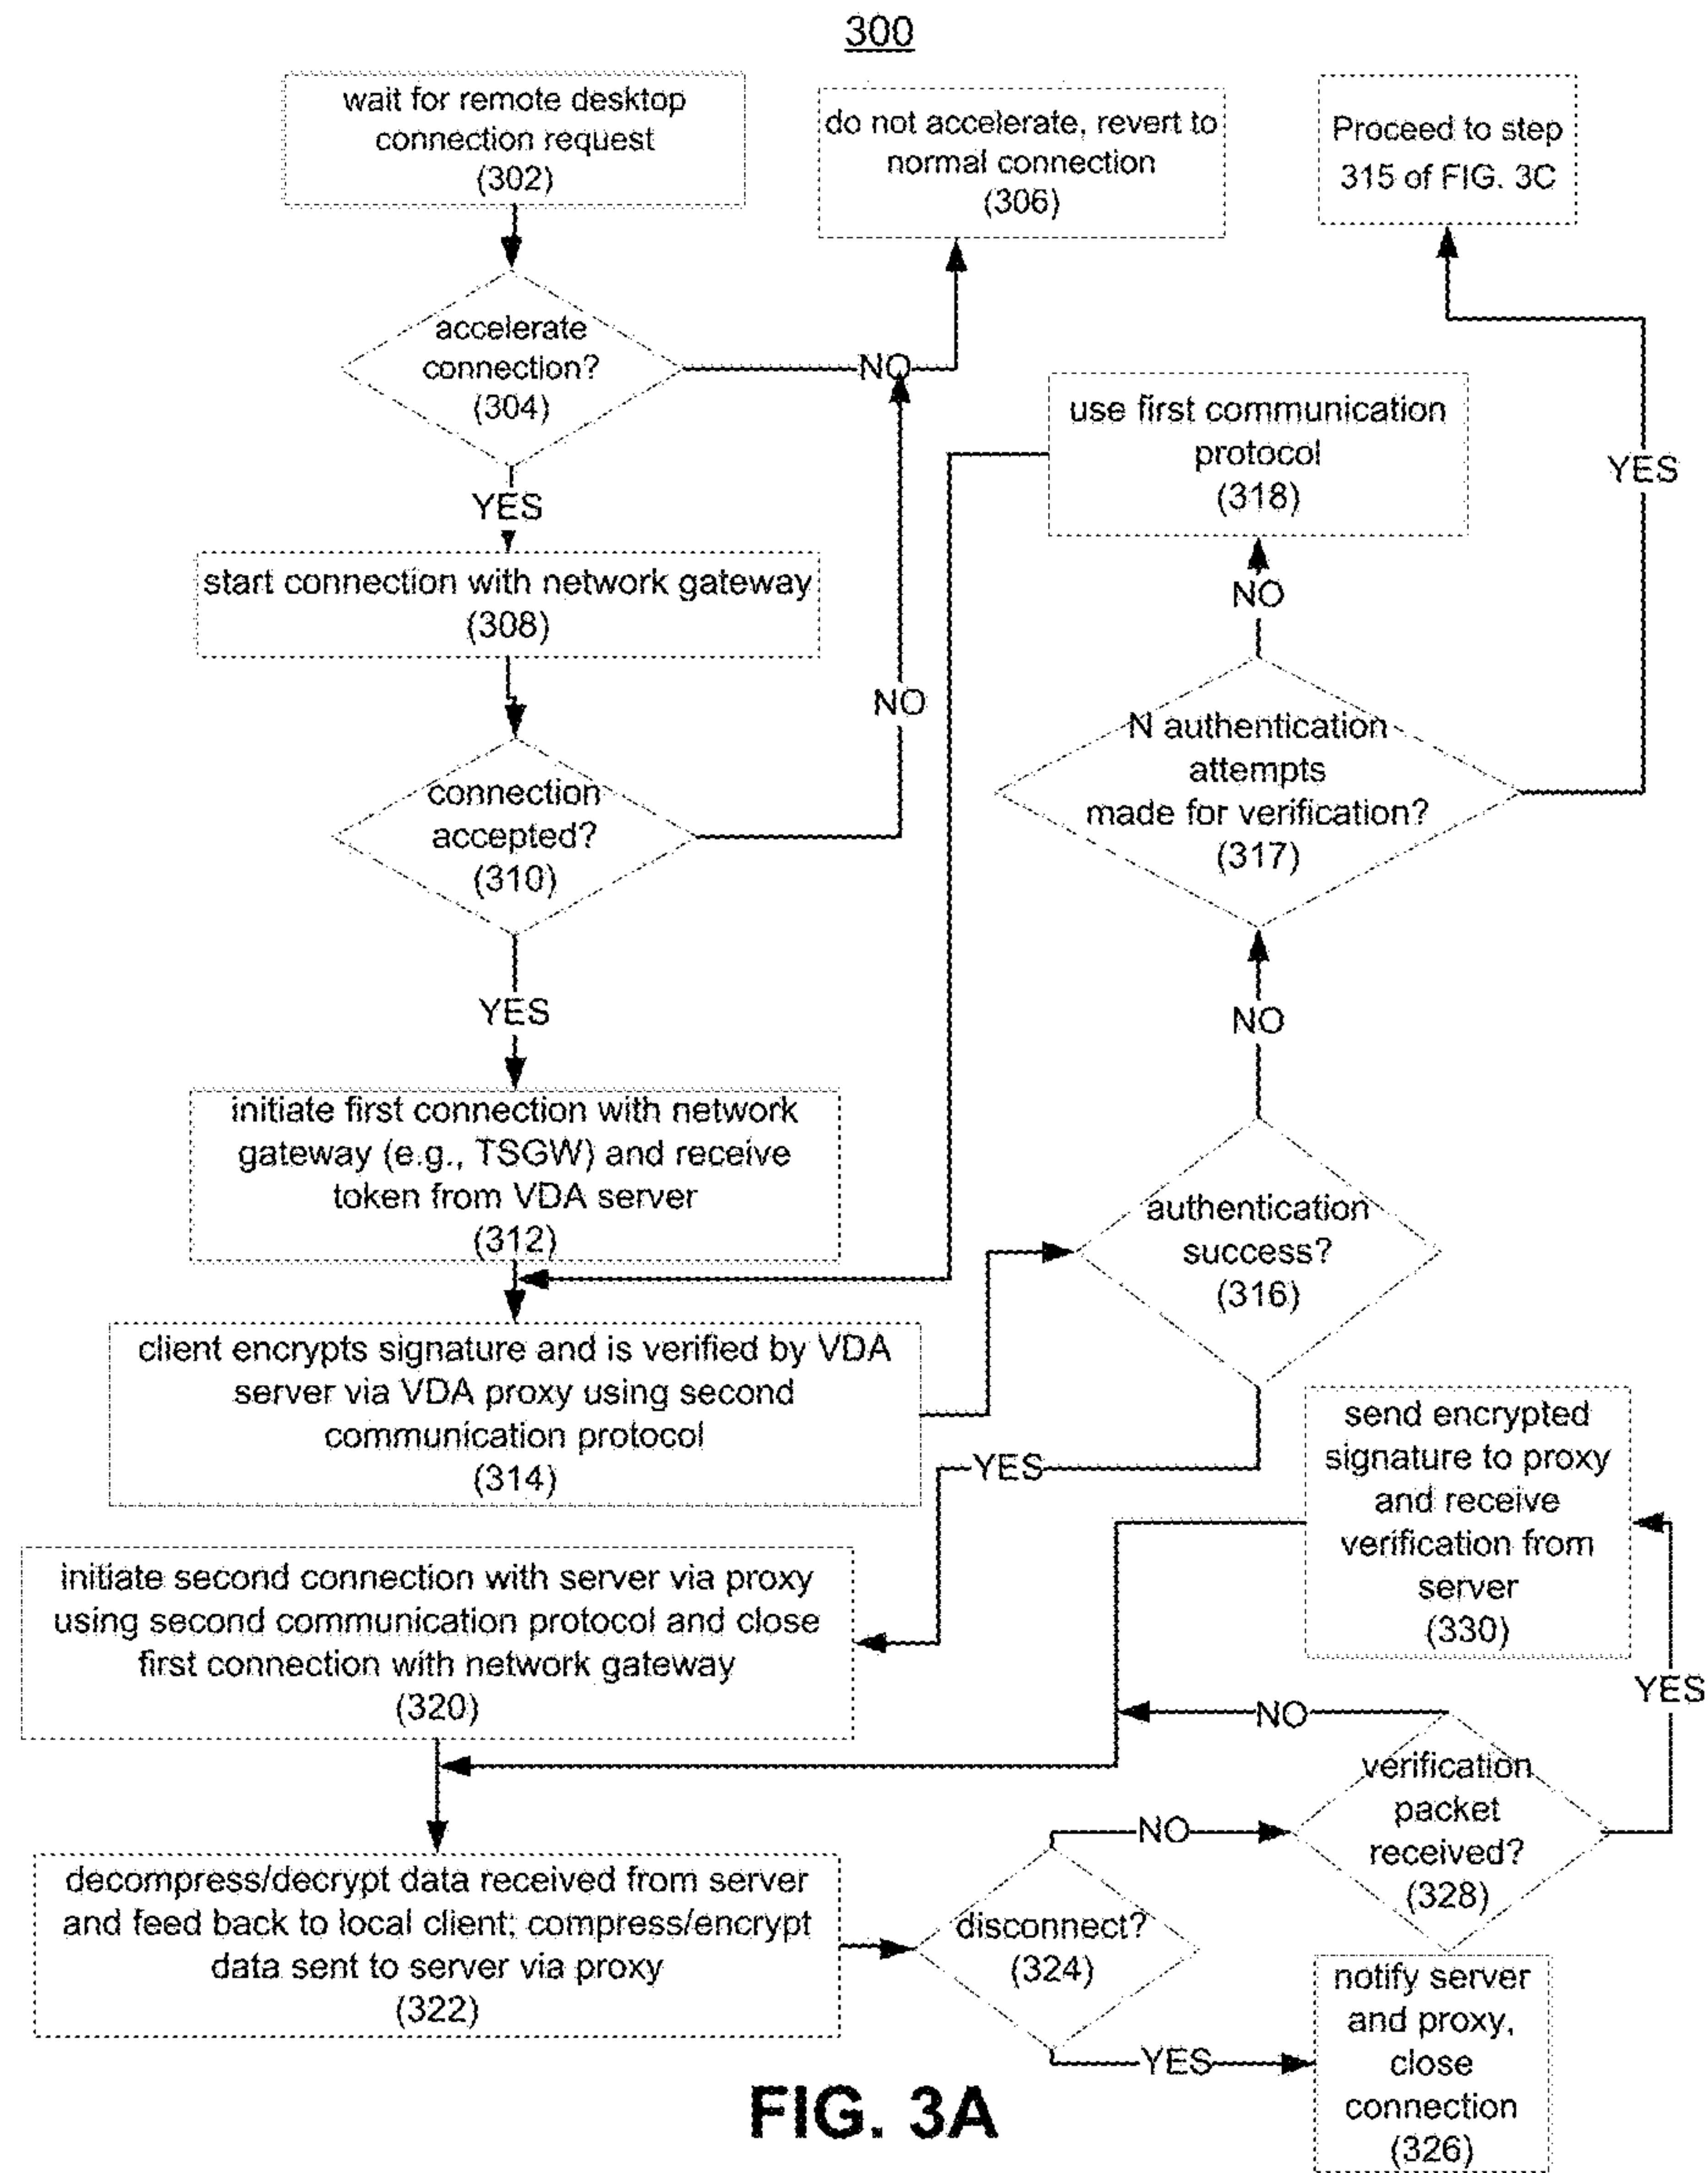 300
wait for remote desktop
connection request
(302)
do not accelerate, revert to
normal connection
(306)
Proceed to step
315 of FIG. 3C
accelerate
connection?
(304)
NO
YES
use first communication
protocol
(318)
YES
start connection with network gateway
(308)
NO
NO
connection
accepted?
(310)
N authentication
attempts
made for verification?
(317)
YES
NO
initiate first connection with network
gateway (e.g., TSGW) and receive
token from VDA server
(312)
authentication
success?
(316)
client encrypts signature and is verified by VDA
server via VDA proxy using second
communication protocol
(314)
YES
send encrypted
signature to proxy
and receive
verification from
server
(330)
initiate second connection with server via proxy
using second communication protocol and close
first connection with network gateway
(320)
YES
NO
verification
packet
received?
(328)
NO
decompress/decrypt data received from server
and feed back to local client; compress/encrypt
data sent to server via proxy
(322)
disconnect?
(324)
YES
notify server
and proxy,
close
connection
(326)
FIG. 3A